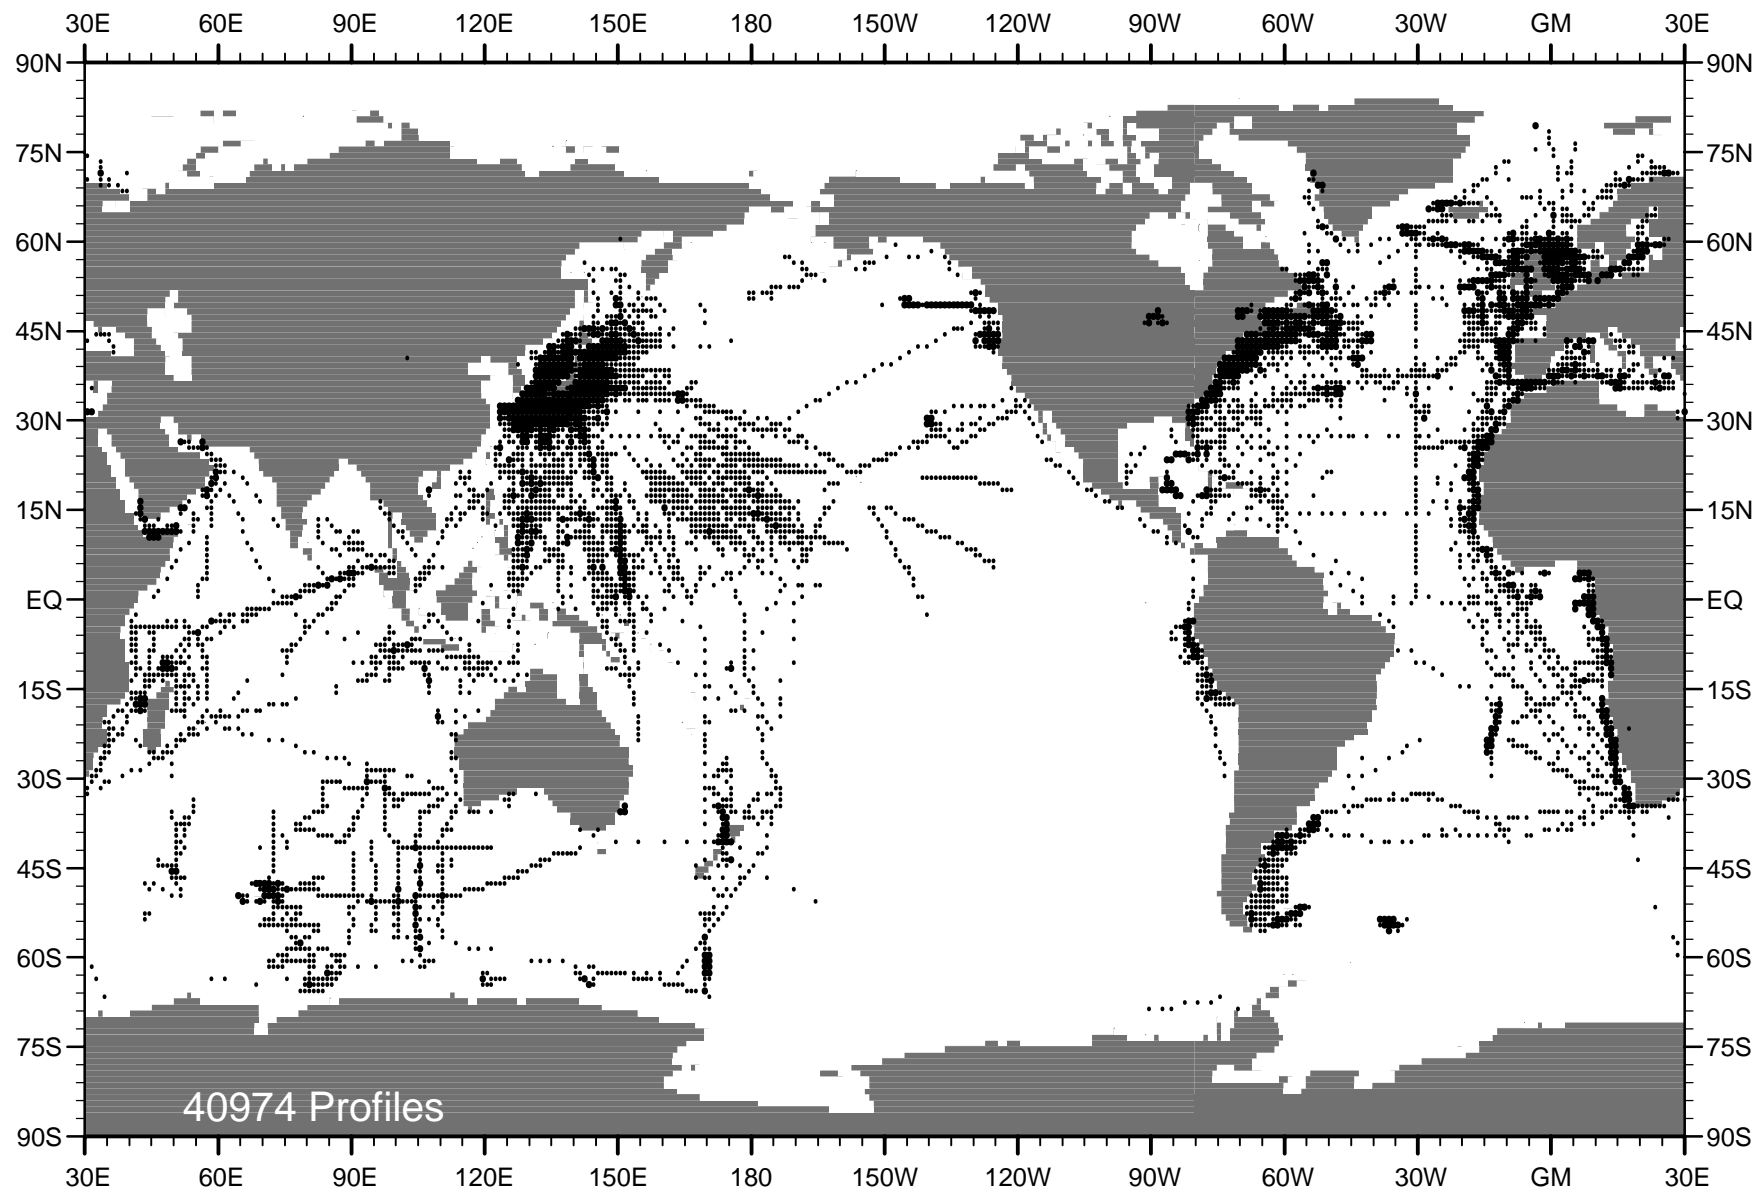 30E 60E 90E 120E 150E 180 150W 120W 90W 60W 30W GM 30E
90N 90N
75N 75N
60N 60N
45N 45N
30N 30N
15N 15N
EQ EQ
15S 15S
30S 30S
45S 45S
60S 60S
75S 75S
40974 Profiles
90S 90S
30E 60E 90E 120E 150E 180 150W 120W 90W 60W 30W GM 30E